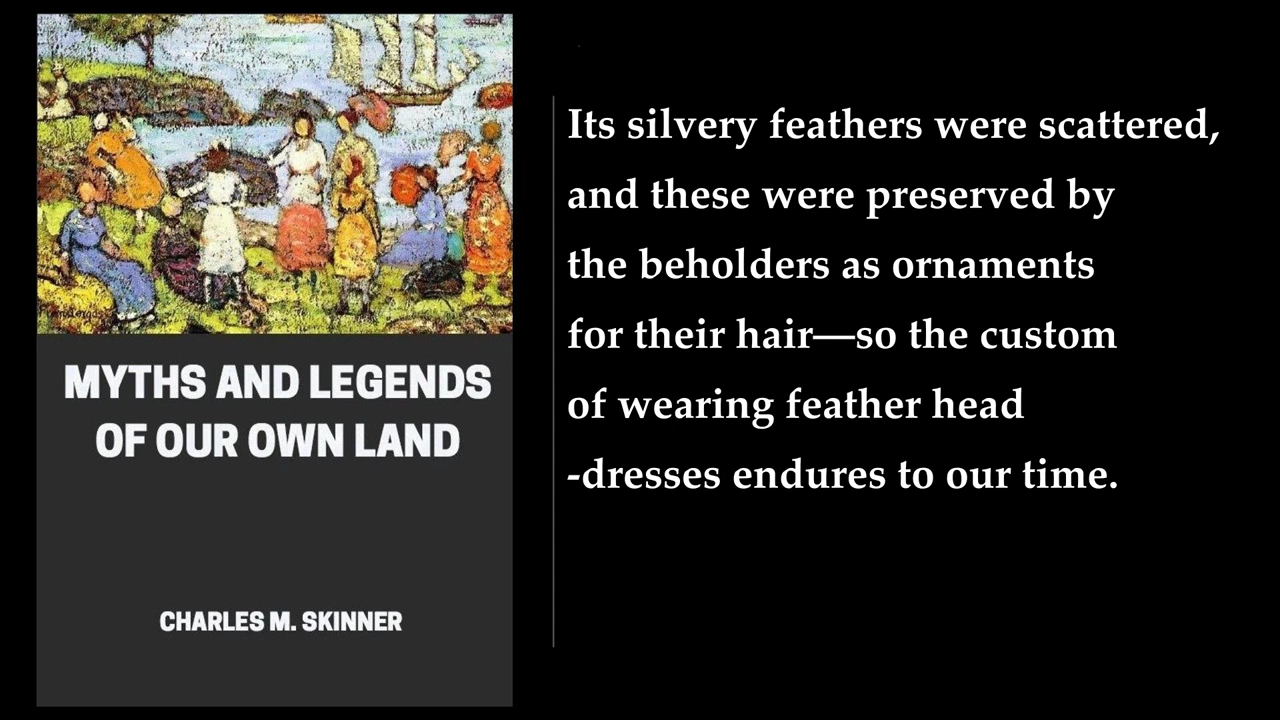 MYTHS AND LEGENDS
OF OUR OWN LAND
CHARLES M. SKINNER
Its silvery feathers were scattered,
and these were preserved by
the beholders as ornaments
for their hair—so the custom
of wearing feather head
-dresses endures to our time.